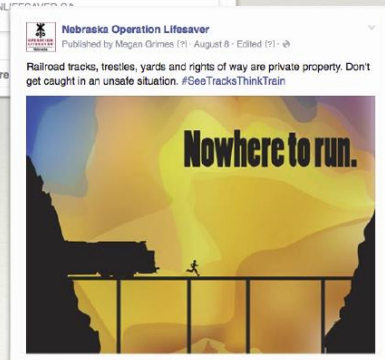 Nebraska Operation Lifesaver
Published by Megan Grimes [?] · August 8 · Edited [?] ·
Railroad tracks, trestles, yards and rights of way are private property. Don't
get caught in an unsafe situation. #SeeTracksThinkTrain
Nowhere to run.